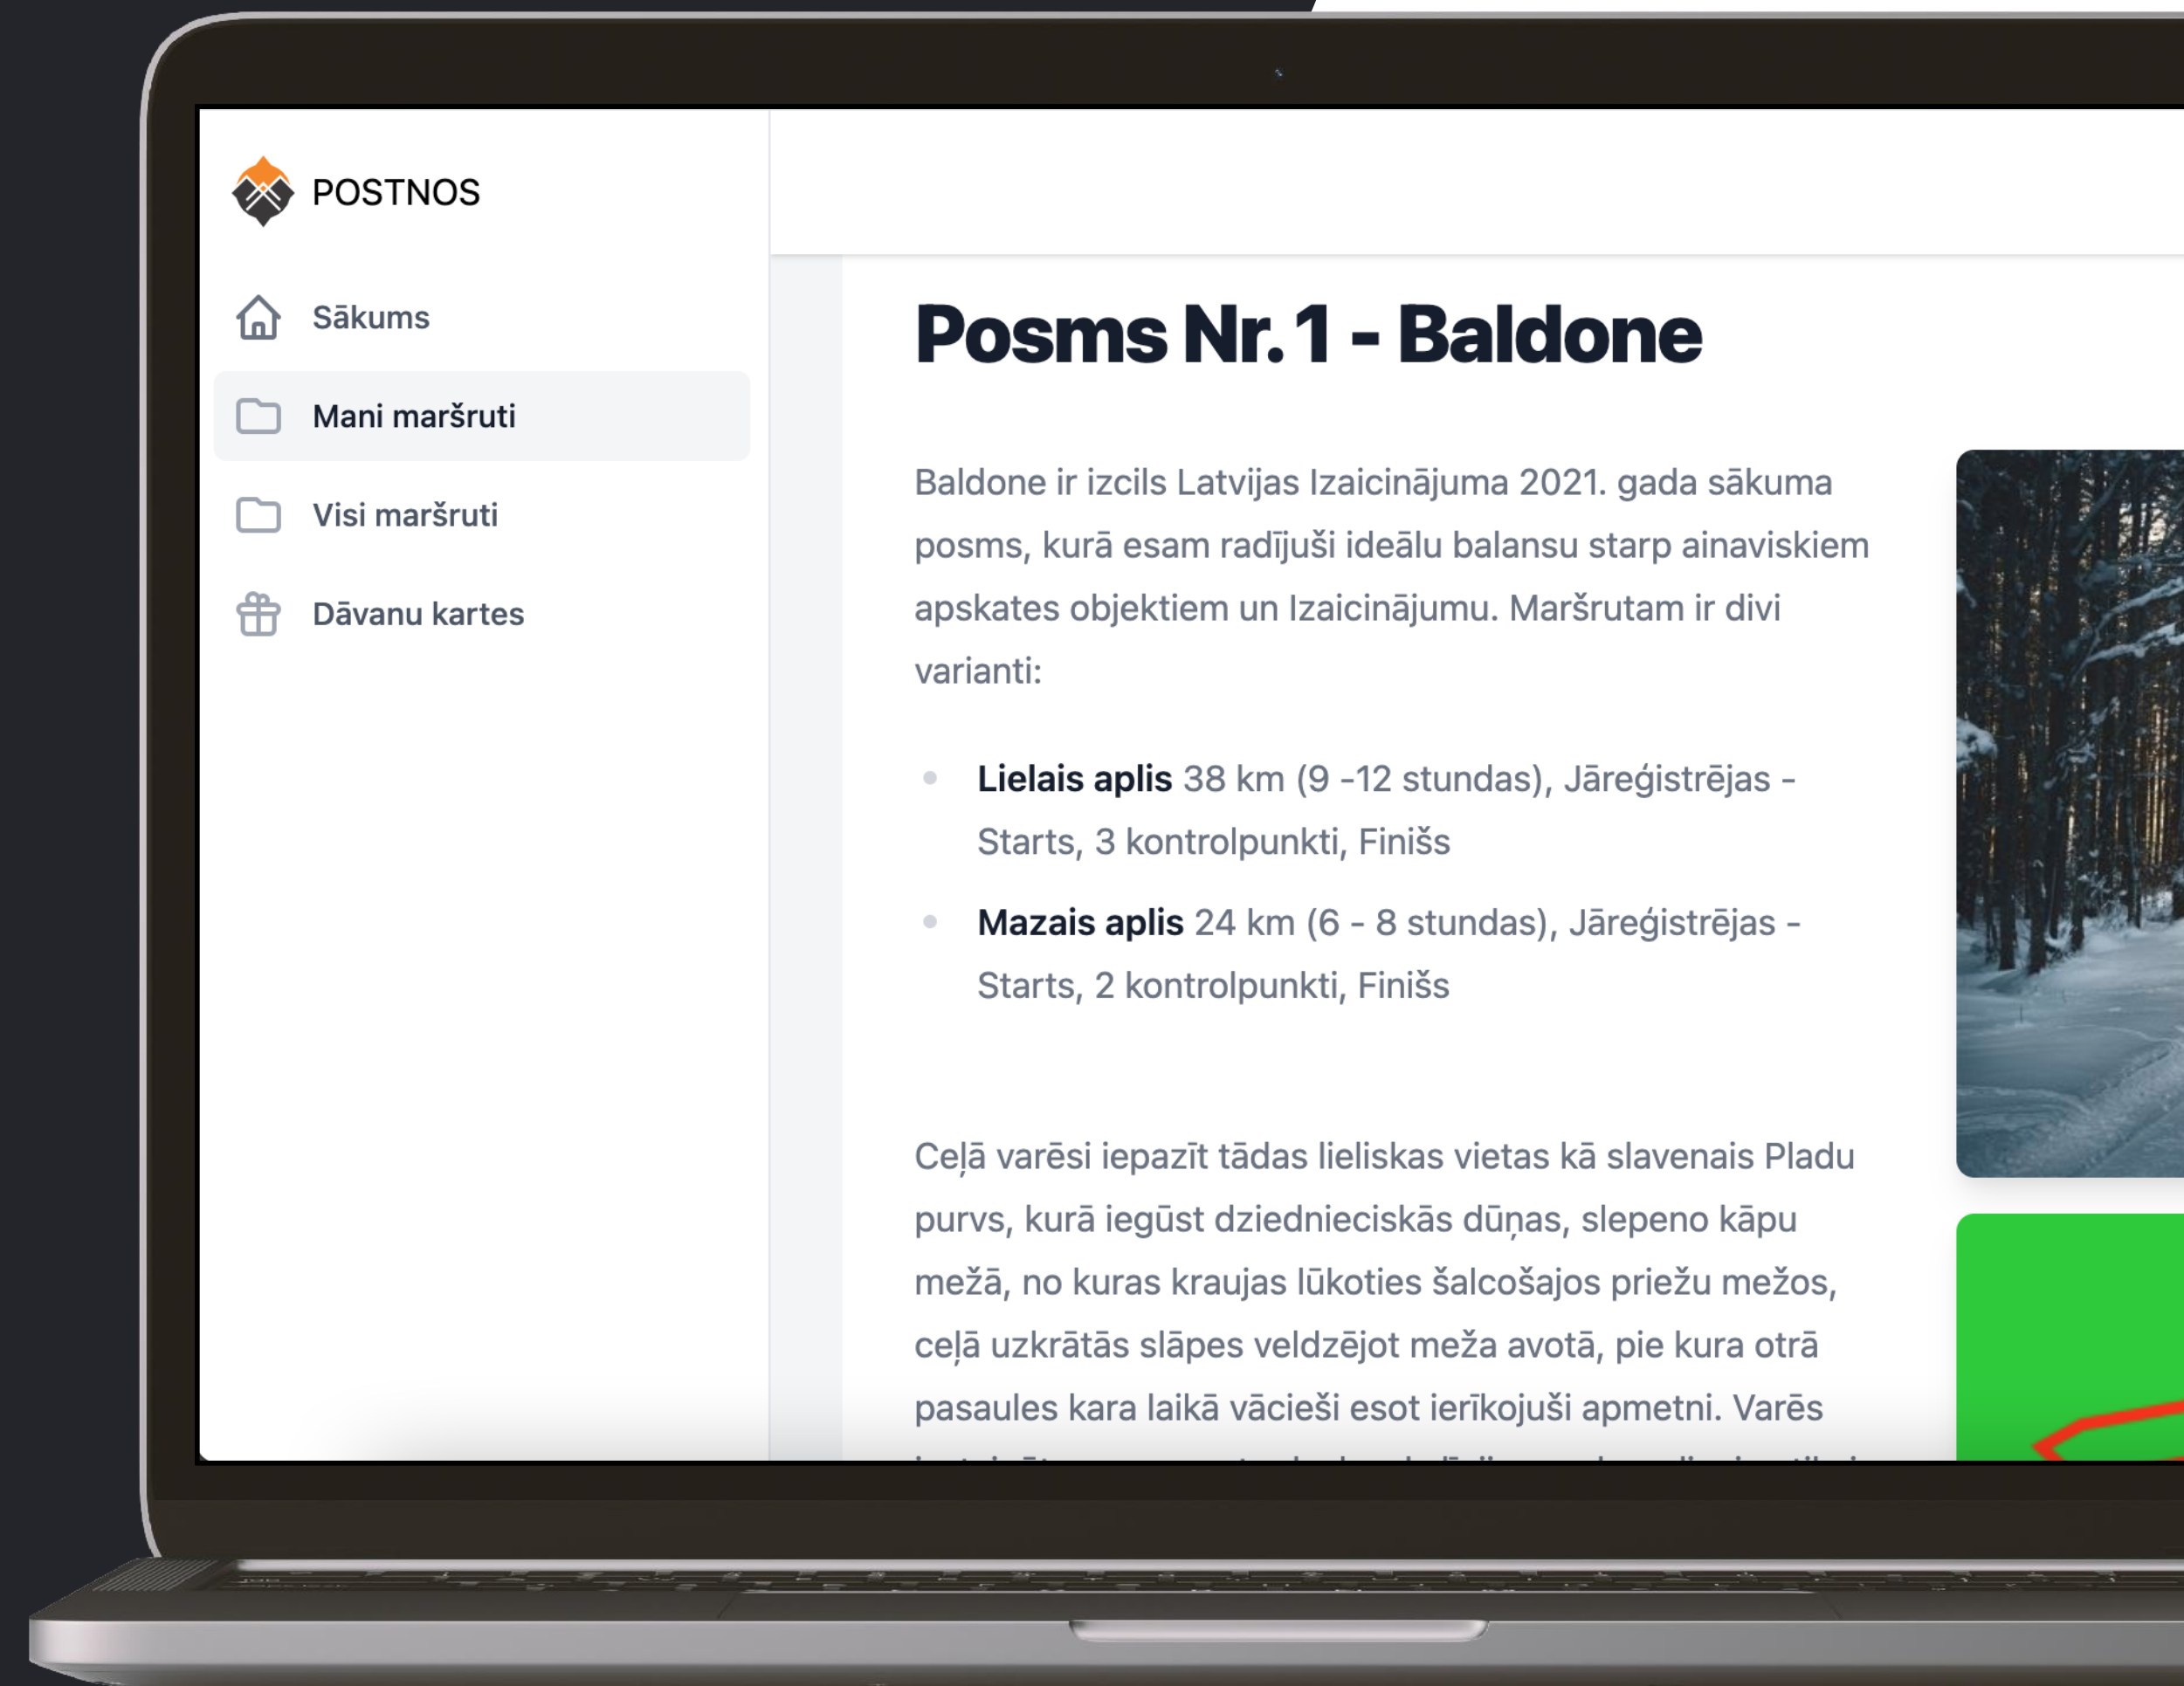 POSTNOS
Sākums
Mani maršruti
Visi maršruti
Dāvanu kartes
Posms Nr. 1 - Baldone
Baldone ir izcils Latvijas Izaicinājuma 2021. gada sākuma
posms, kurā esam radījuši ideālu balansu starp ainaviskiem
apskates objektiem un Izaicinājumu. Maršrutam ir divi
varianti:
Lielais aplis 38 km (9 -12 stundas), Jāreģistrējas -
Starts, 3 kontrolpunkti, Finišs
Mazais aplis 24 km (6 - 8 stundas), Jāreģistrējas -
Starts, 2 kontrolpunkti, Finišs
Ceļā varēsi iepazīt tādas lieliskas vietas kā slavenais Pladu
purvs, kurā iegūst dziednieciskās dūņas, slepeno kāpu
mežā, no kuras kraujas lūkoties šalcošajos priežu mežos,
ceļā uzkrātās slāpes veldzējot meža avotā, pie kura otrā
pasaules kara laikā vācieši esot ierīkojuši apmetni. Varēs